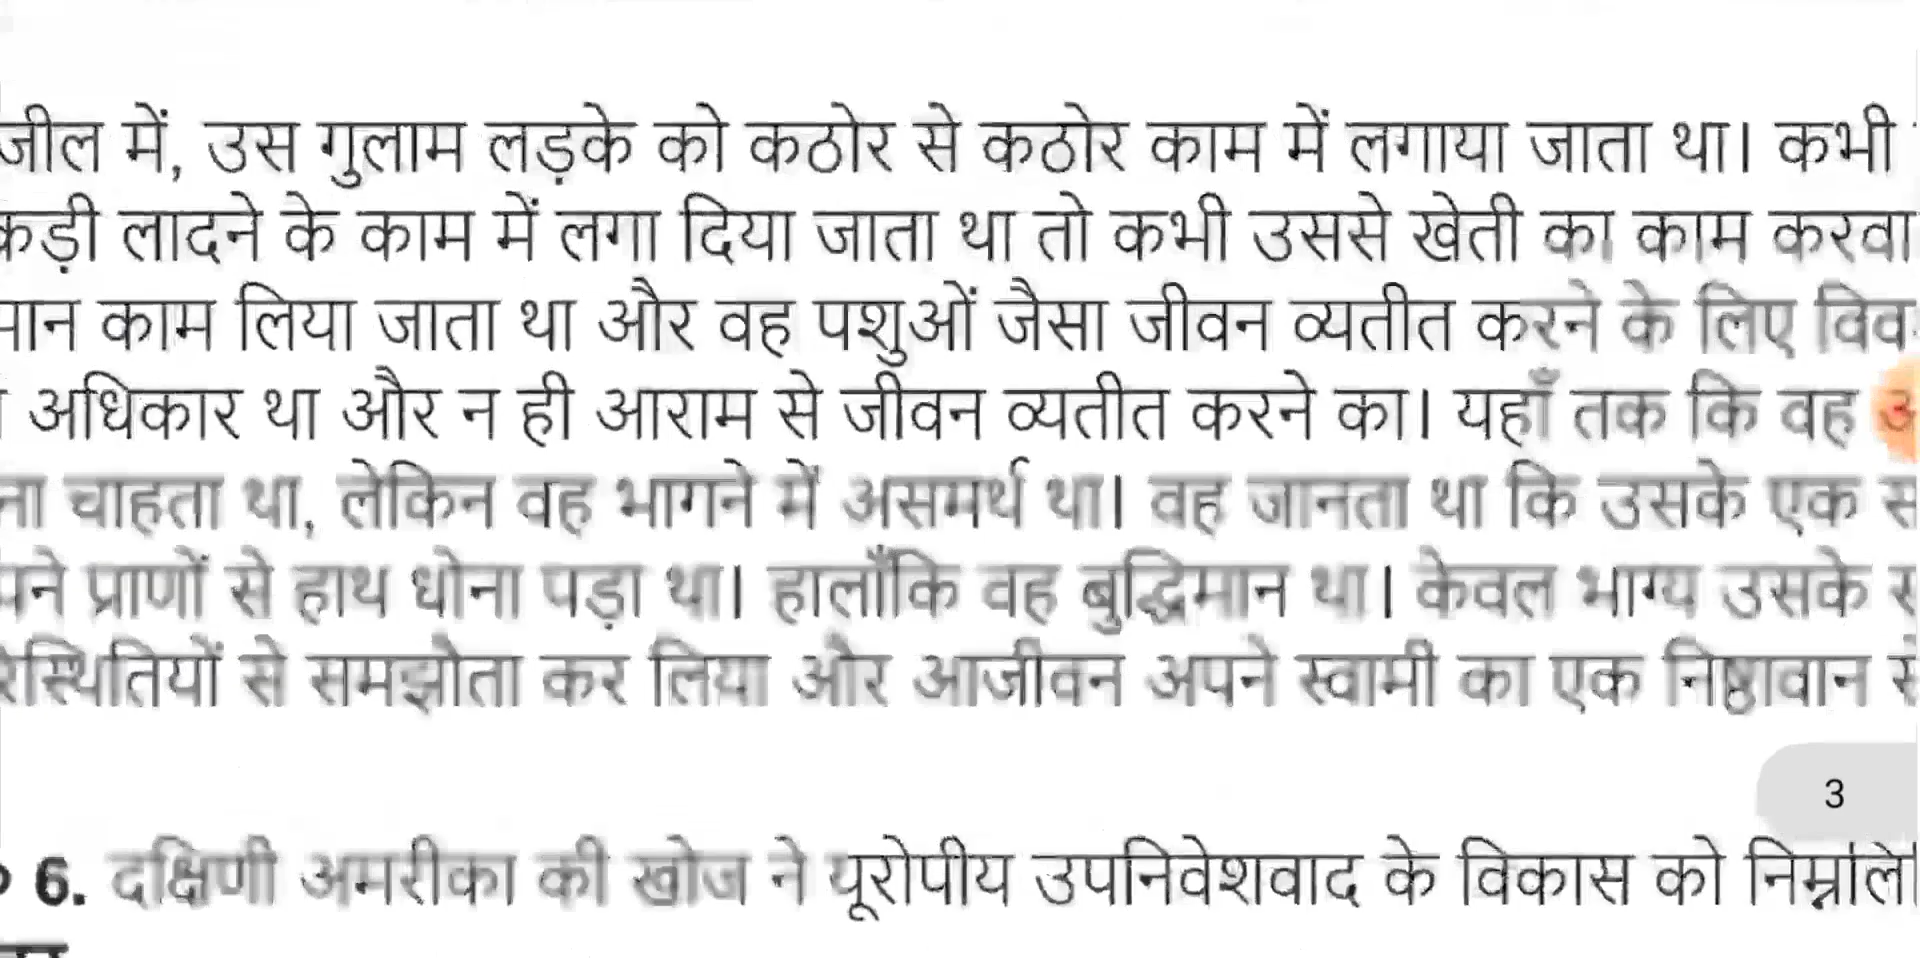 जील में, उस गुलाम लड़के को कठोर से कठोर काम में लगाया जाता था। कभी
कड़ी लादने के काम में लगा दिया जाता था तो कभी उससे खेती का काम करवा
मान काम लिया जाता था और वह पशुओं जैसा जीवन व्यतीत करने के लिए विव
अधिकार था और न ही आराम से जीवन व्यतीत करने का। यहाँ तक कि वह
ना चाहता था, लेकिन वह भागने में असमर्थ था। वह जानता था कि उसके एक स
पने प्राणों से हाथ धोना पड़ा था। हालाँकि वह बुद्धिमान था। केवल भाग्य उसके स
रिस्थितियों से समझौता कर लिया और आजीवन अपने स्वामी का एक निष्ठावान से
3
6. दक्षिणी अमरीका की खोज ने यूरोपीय उपनिवेशवाद के विकास को निम्नलि